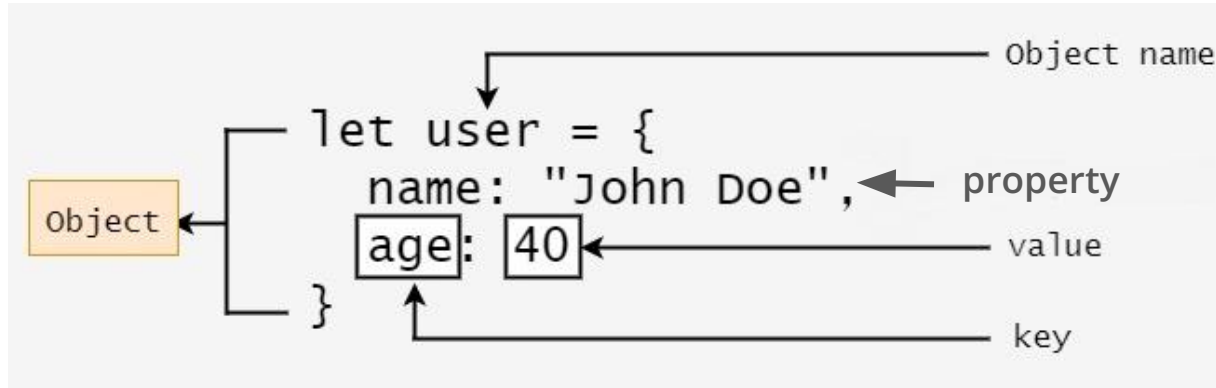 Object name
let user = {
name: "John Doe", property
Object
age: 40 value
}
key